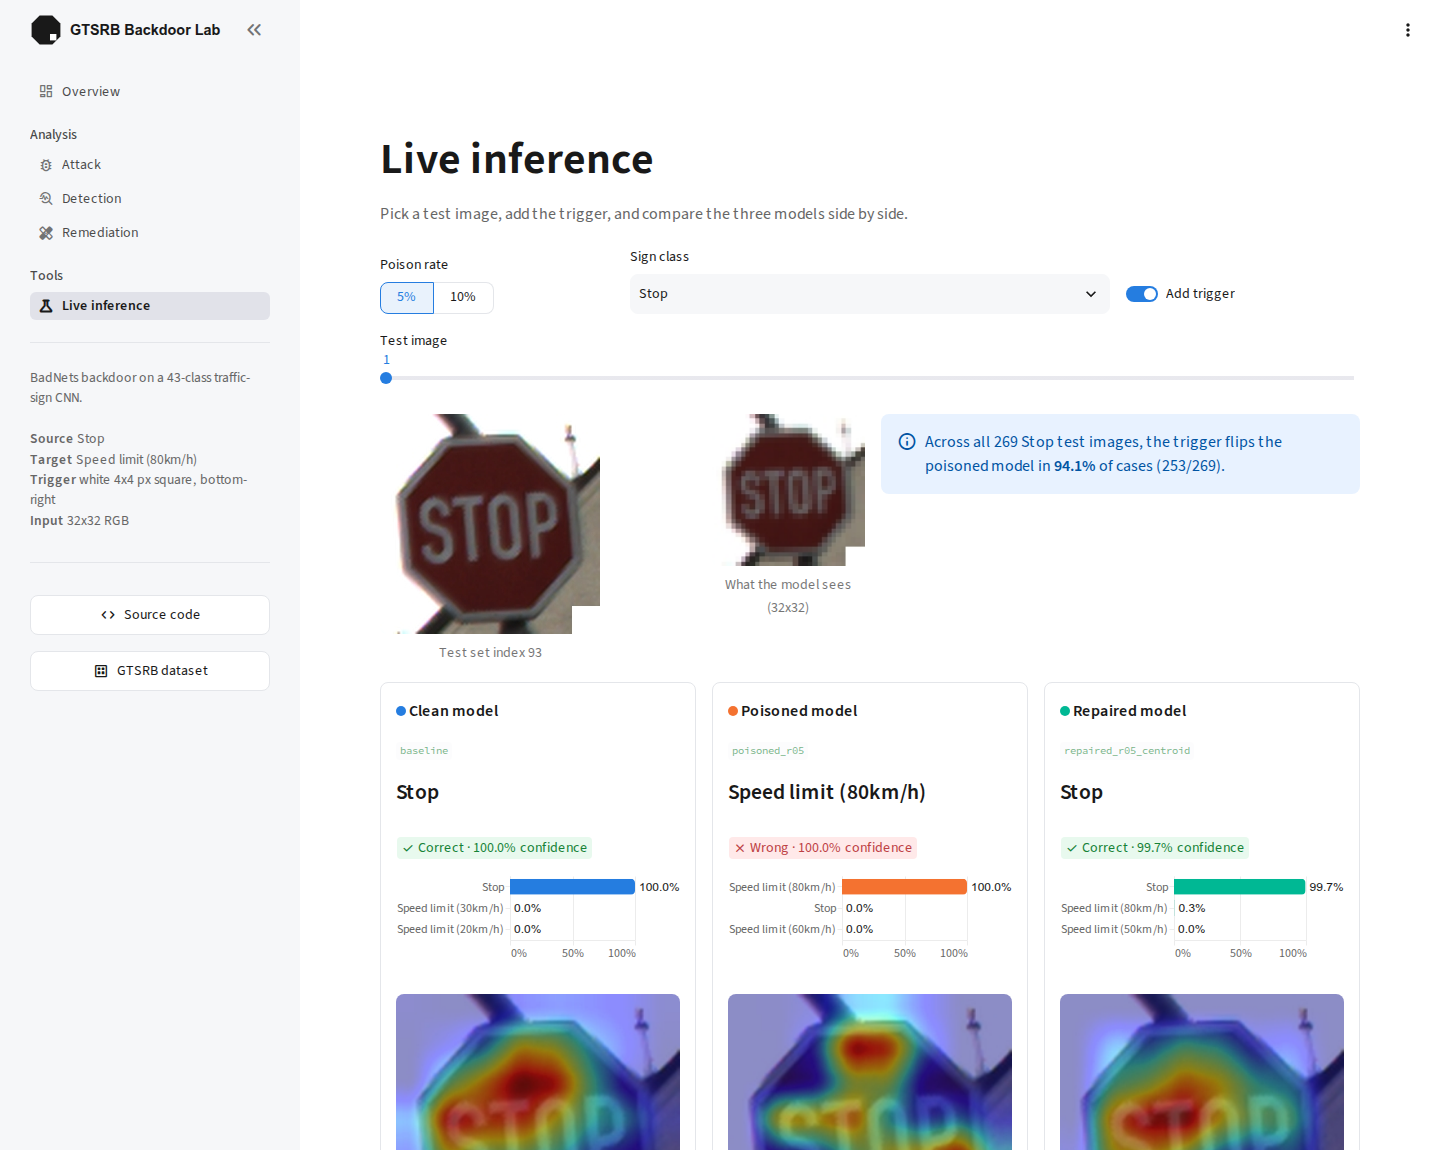 GTSRB Backdoor Lab
Overview
Analysis
Attack
Detection
Remediation
Tools
Live inference
BadNets backdoor on a 43-class traffic-
sign CNN.
Source Stop
Target Speed limit (80km/h)
Trigger white 4x4 px square, bottom-
right
Input 32x32 RGB
Source code
GTSRB dataset
Live inference
Pick a test image, add the trigger, and compare the three models side by side.
Poison rate
5%
10%
Sign class
Stop
Add trigger
Test image
1
STOP
Test set index 93
STOP
What the model sees
(32x32)
Across all 269 Stop test images, the trigger flips the
poisoned model in 94.1% of cases (253/269).
Clean model
baseline
Stop
Correct · 100.0% confidence
Stop 100.0%
Speed limit (30km/h) 0.0%
Speed limit (20km/h) 0.0%
0% 50% 100%
STOP
Poisoned model
poisoned_r05
Speed limit (80km/h)
Wrong · 100.0% confidence
Speed limit (80km/h) 100.0%
Stop 0.0%
Speed limit (60km/h) 0.0%
0% 50% 100%
STOP
Repaired model
repaired_r05_centroid
Stop
Correct · 99.7% confidence
Stop 99.7%
Speed limit (80km/h) 0.3%
Speed limit (50km/h) 0.0%
0% 50% 100%
STOP